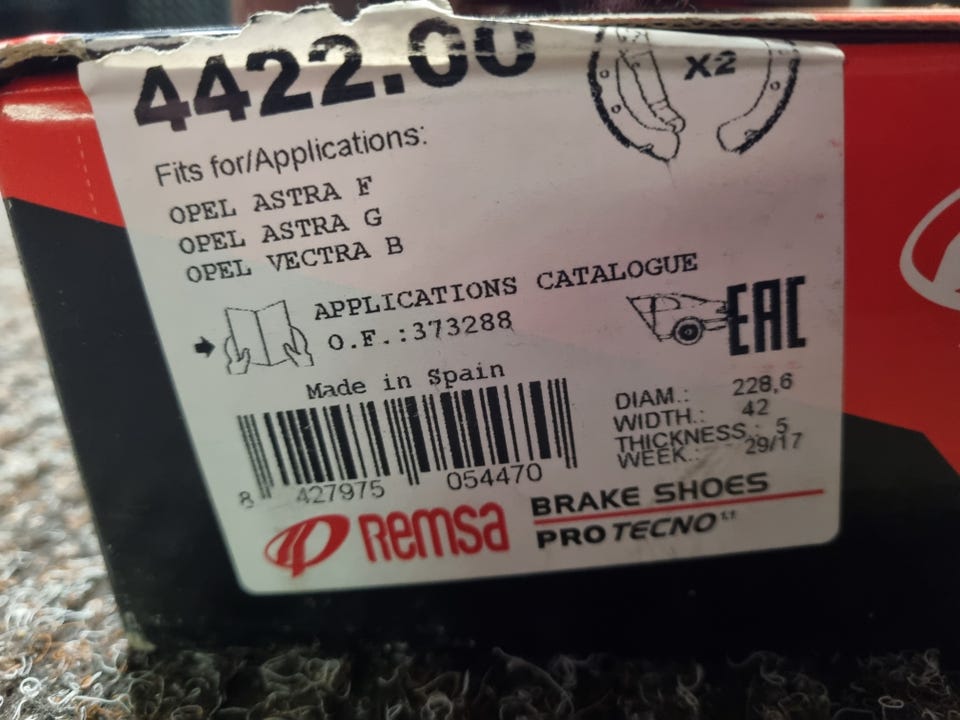 4422.00
X2
Fits for/Applications:
OPEL ASTRA F
OPEL ASTRA G
OPEL VECTRA B
APPLICATIONS CATALOGUE
O.F.:373288
EAC
Made in Spain
DIAM.: 228,6
WIDTH.: 42
THICKNESS.: 5
WEEK.: 29/17
8 427975 054470
Remsa
BRAKE SHOES
PROTECNO